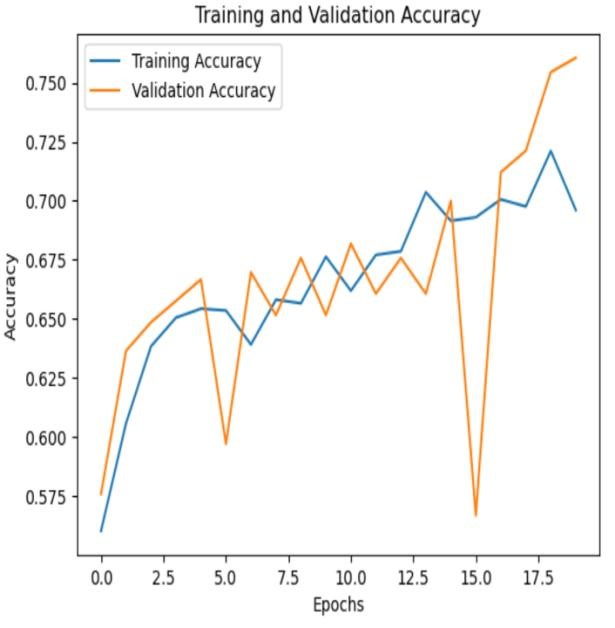 Training and Validation Accuracy
Training Accuracy
Validation Accuracy
0.750
0.725
0.700
0.675
0.650
0.625
0.600
0.575
Accuracy
0.0 2.5 5.0 7.5 10.0 12.5 15.0 17.5
Epochs